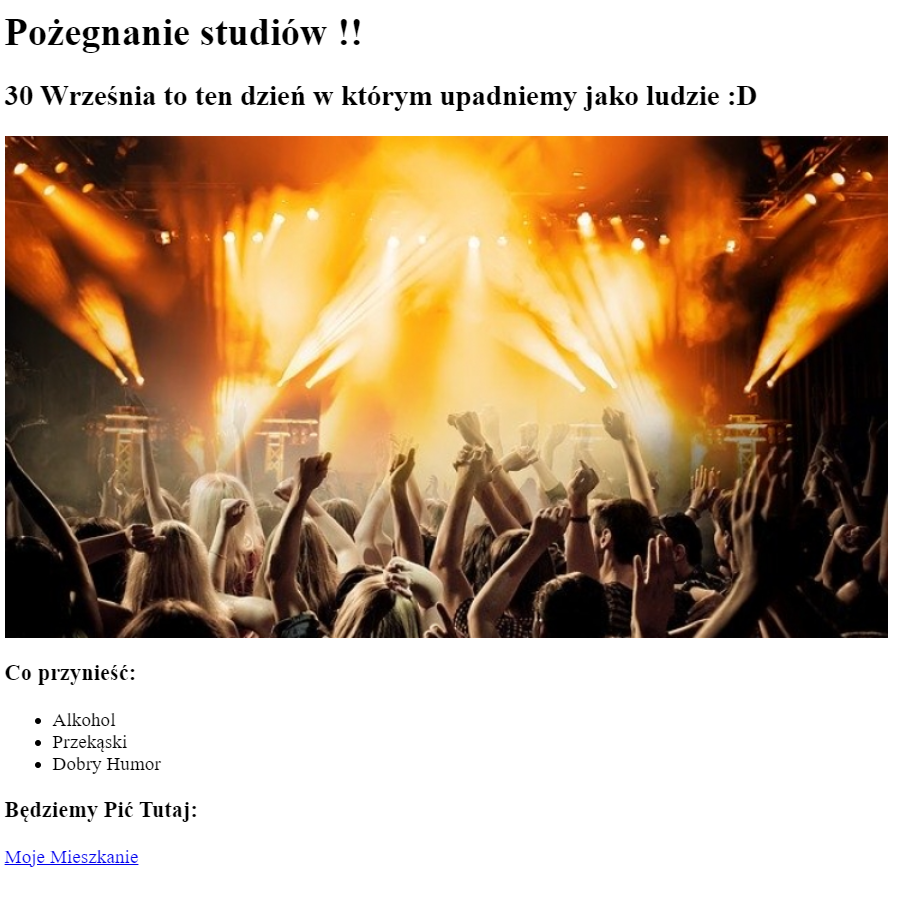 Pożegnanie studiów !!
30 Września to ten dzień w którym upadniemy jako ludzie :D
Co przynieść:
Alkohol
Przekąski
Dobry Humor
Będziemy Pić Tutaj:
Moje Mieszkanie